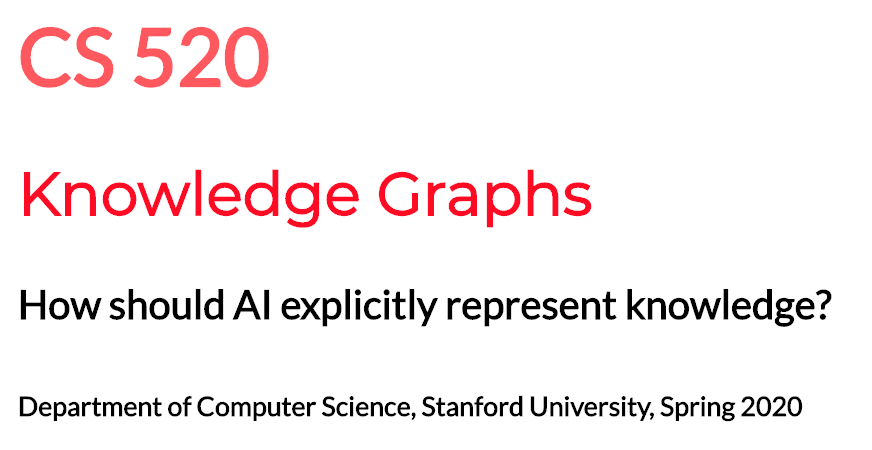 CS 520
Knowledge Graphs
How should AI explicitly represent knowledge?
Department of Computer Science, Stanford University, Spring 2020